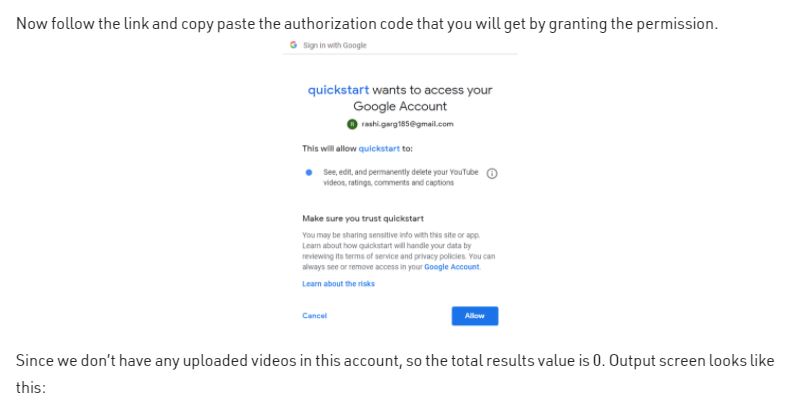 Now follow the link and copy paste the authorization code that you will get by granting the permission.
G Sign in with Google
quickstart wants to access your
Google Account
R rashi.garg185@gmail.com
This will allow quickstart to:
See, edit, and permanently delete your YouTube
videos, ratings, comments and captions
Make sure you trust quickstart
You may be sharing sensitive info with this site or app.
Learn about how quickstart will handle your data by
reviewing its terms of service and privacy policies. You can
always see or remove access in your Google Account.
Learn about the risks
Cancel
Allow
Since we don't have any uploaded videos in this account, so the total results value is 0. Output screen looks like
this: